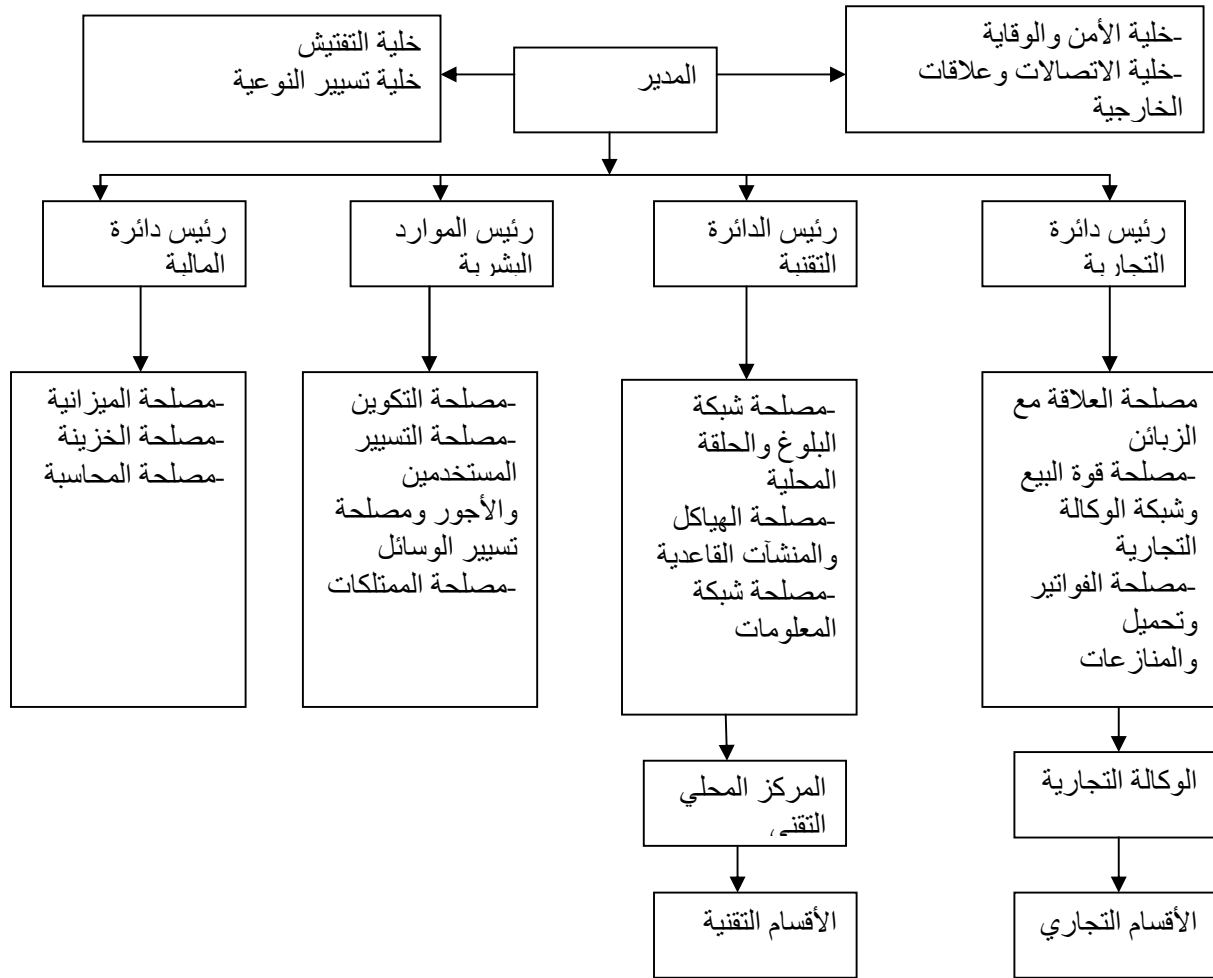 -خلية الأمن والوقاية
-خلية الاتصالات وعلاقات
الخارجية
المدير
خلية التفتيش
خلية تسيير النوعية
رئيس دائرة
التجارية
رئيس الدائرة
التقنية
رئيس الموارد
البشرية
رئيس دائرة
المالية
مصلحة العلاقة مع
الزبائن
-مصلحة قوة البيع
وشبكة الوكالة
التجارية
-مصلحة الفواتير
وتحميل
والمنازعات
-مصلحة شبكة
البلوغ والحلقة
المحلية
-مصلحة الهياكل
والمنشآت القاعدية
-مصلحة شبكة
المعلومات
-مصلحة التكوين
-مصلحة التسيير
المستخدمين
والأجور ومصلحة
تسيير الوسائل
-مصلحة الممتلكات
-مصلحة الميزانية
-مصلحة الخزينة
-مصلحة المحاسبة
الوكالة التجارية
المركز المحلي
التقني
الأقسام التجاري
الأقسام التقنية